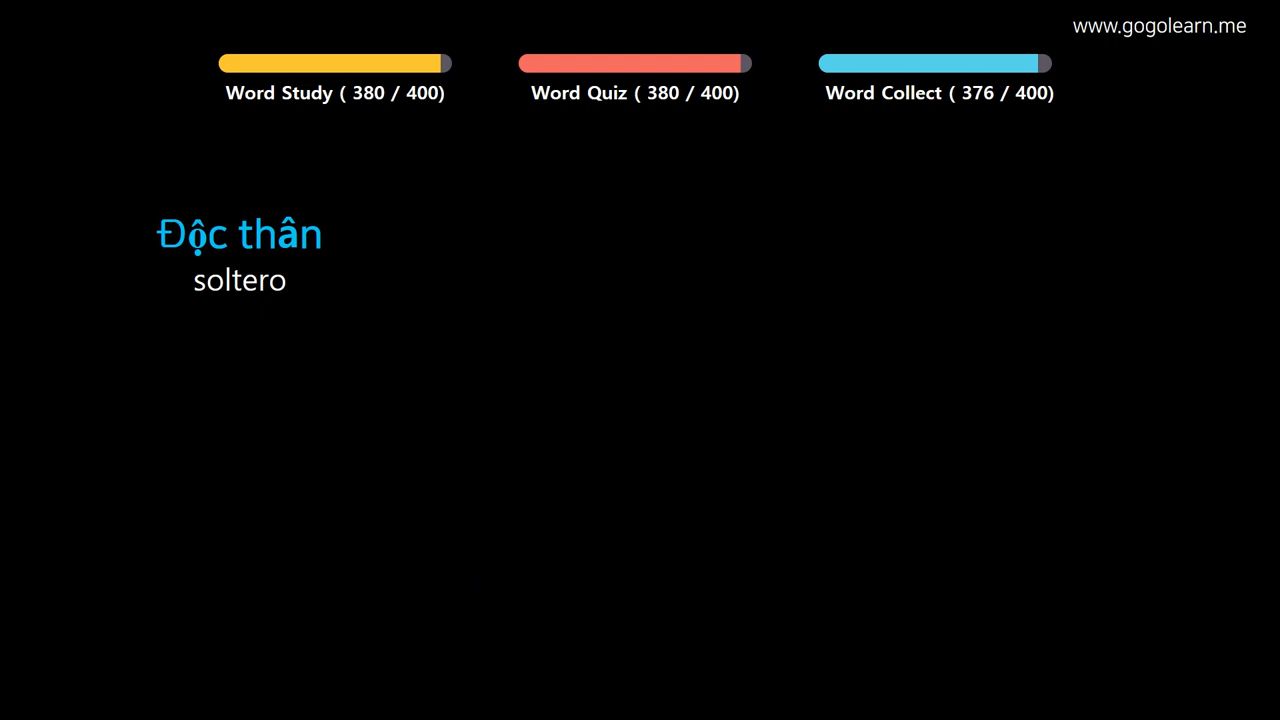 www.gogolearn.me
Word Study ( 380 / 400)
Word Quiz ( 380 / 400)
Word Collect ( 376 / 400)
Độc thân
soltero